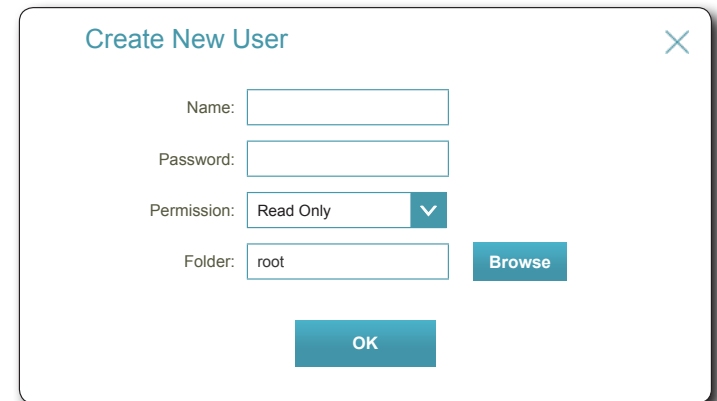 Create New User
Name:
Password:
Permission: Read Only
Folder: root Browse
OK